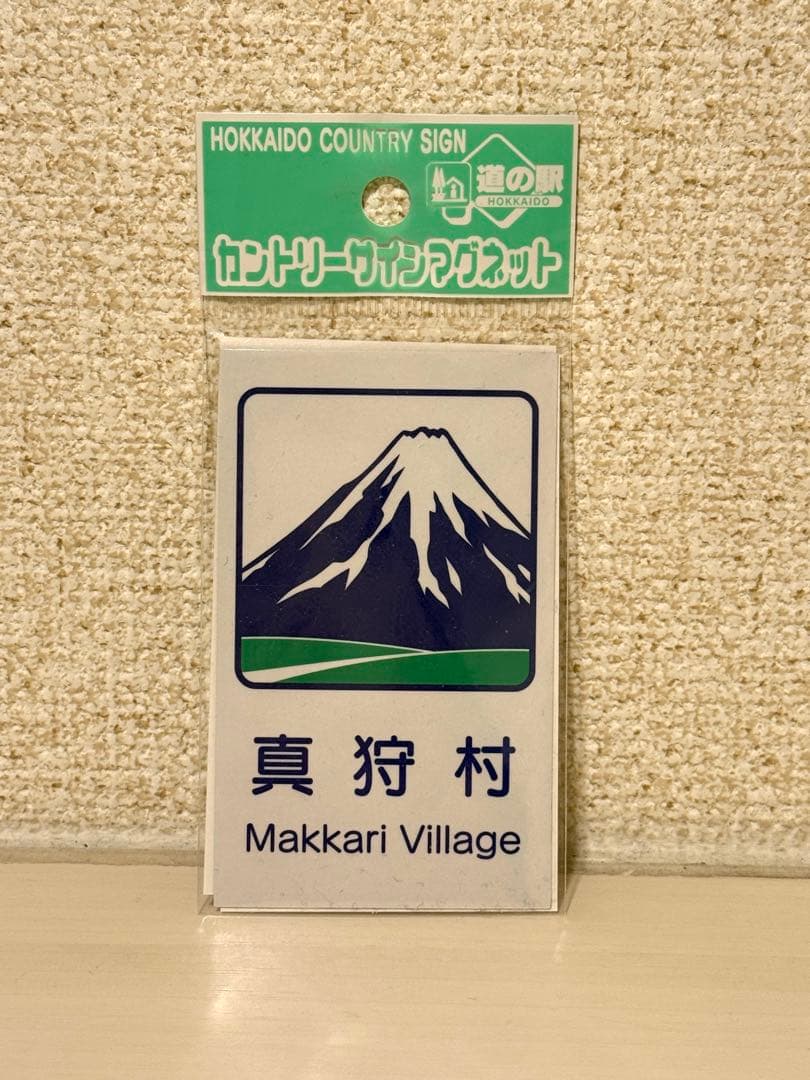 HOKKAIDO COUNTRY SIGN
道の駅
HOKKAIDO
カントリーサインマグネット
真狩村
Makkari Village